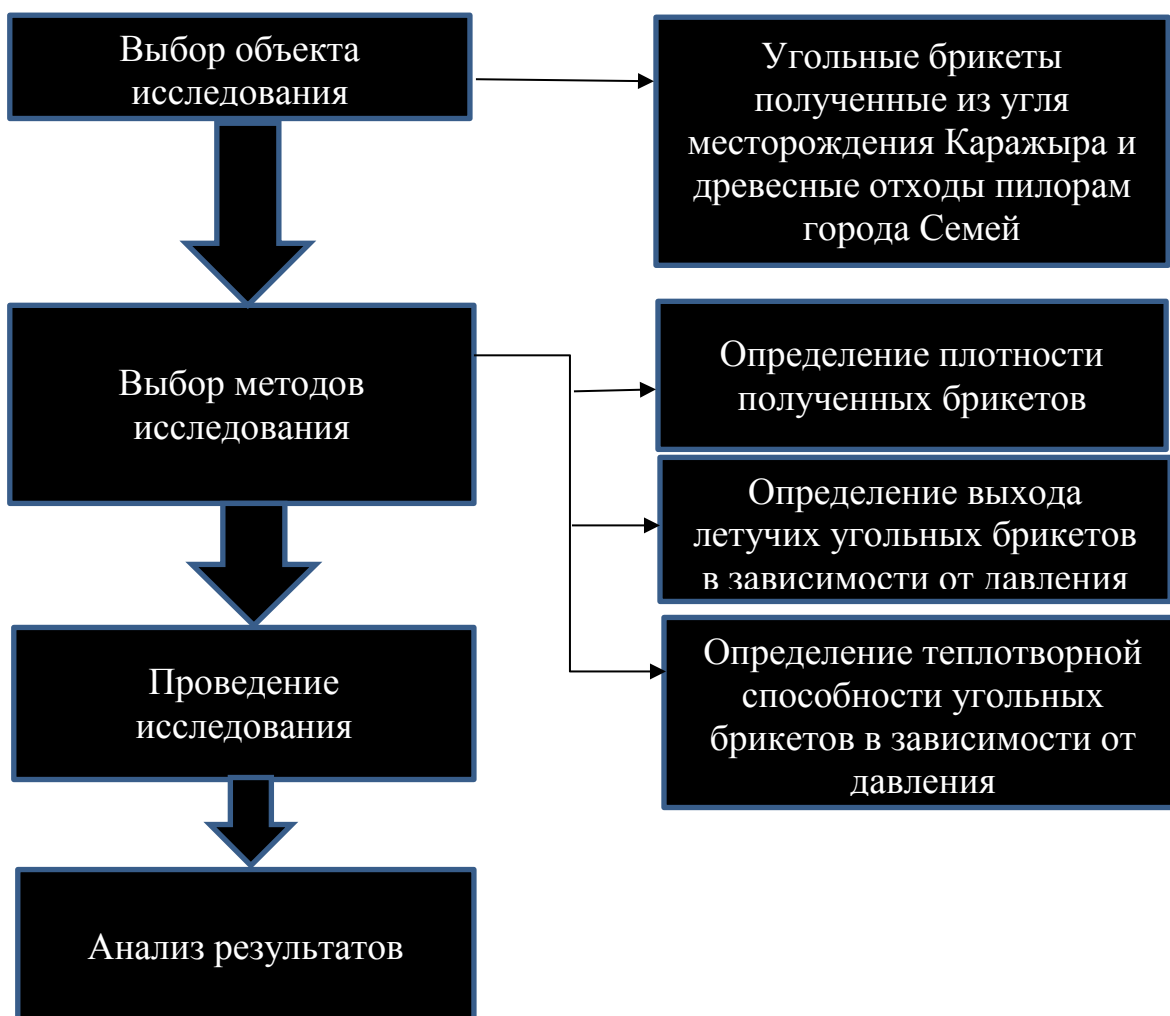 Выбор объекта
исследования
Угольные брикеты
полученные из угля
месторождения Каражыра и
древесные отходы пилорам
города Семей
Выбор методов
исследования
Определение плотности
полученных брикетов
Определение выхода
летучих угольных брикетов
в зависимости от давления
Определение теплотворной
способности угольных
брикетов в зависимости от
давления
Проведение
исследования
Анализ результатов